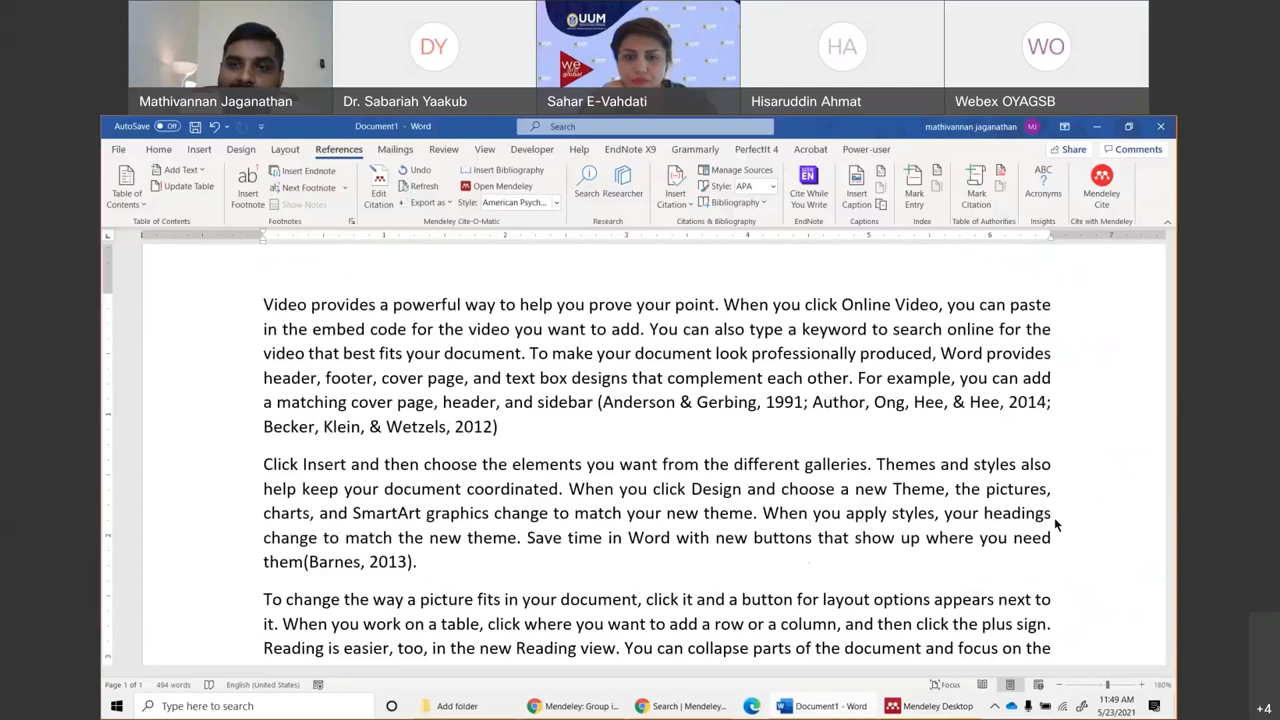 DY
UUM
we
are
global
HA
WO
Mathivannan Jaganathan
Dr. Sabariah Yaakub
Sahar E-Vahdati
Hisaruddin Ahmat
Webex OYAGSB
AutoSave Off
Document1 - Word
Search
mathivannan jaganathan MJ
File Home Insert Design Layout References Mailings Review View Developer Help EndNote X9 Grammarly PerfectIt 4 Acrobat Power-user Share Comments
Table of Contents
Add Text
Update Table
Table of Contents
ab
Insert Footnote
Insert Endnote
Next Footnote
Show Notes
Footnotes
Edit Citation
Undo
Refresh
Export as
Insert Bibliography
Open Mendeley
Style: American Psych...
Mendeley Cite-O-Matic
Search
Researcher
Research
Insert Citation
Manage Sources
Style: APA
Bibliography
Citations & Bibliography
EN
Cite While You Write
EndNote
Insert Caption
Captions
Mark Entry
Index
Mark Citation
Table of Authorities
ABC
?
Acronyms
Insights
Mendeley Cite
Cite with Mendeley
1 1 2 3 4 5 6 7
Video provides a powerful way to help you prove your point. When you click Online Video, you can paste
in the embed code for the video you want to add. You can also type a keyword to search online for the
video that best fits your document. To make your document look professionally produced, Word provides
header, footer, cover page, and text box designs that complement each other. For example, you can add
a matching cover page, header, and sidebar (Anderson & Gerbing, 1991; Author, Ong, Hee, & Hee, 2014;
Becker, Klein, & Wetzels, 2012)
Click Insert and then choose the elements you want from the different galleries. Themes and styles also
help keep your document coordinated. When you click Design and choose a new Theme, the pictures,
charts, and SmartArt graphics change to match your new theme. When you apply styles, your headings
change to match the new theme. Save time in Word with new buttons that show up where you need
them(Barnes, 2013).
To change the way a picture fits in your document, click it and a button for layout options appears next to
it. When you work on a table, click where you want to add a row or a column, and then click the plus sign.
Reading is easier, too, in the new Reading view. You can collapse parts of the document and focus on the
Page 1 of 1 494 words English (United States) Focus 180%
Type here to search
Add folder
Mendeley: Group i...
Search | Mendeley...
Document1 - Word
Mendeley Desktop
11:49 AM
5/23/2021
+4